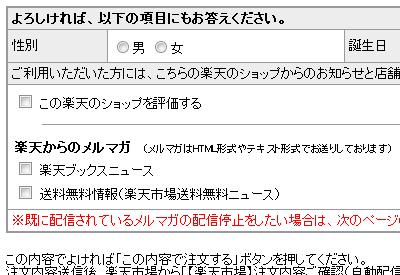 よろしければ、以下の項目にもお答えください。
性別 男 女 誕生日
ご利用いただいた方には、こちらの楽天のショップからのお知らせと店舗
この楽天のショップを評価する
楽天からのメルマガ (メルマガはHTML形式やテキスト形式でお送りしております)
楽天ブックスニュース
送料無料情報(楽天市場送料無料ニュース)
※既に配信されているメルマガの配信停止をしたい場合は、次のページの
この内容でよければ「この内容で注文する」ボタンを押してください。
注文内容送信後、楽天市場から「【楽天市場】注文内容ご確認(自動配信